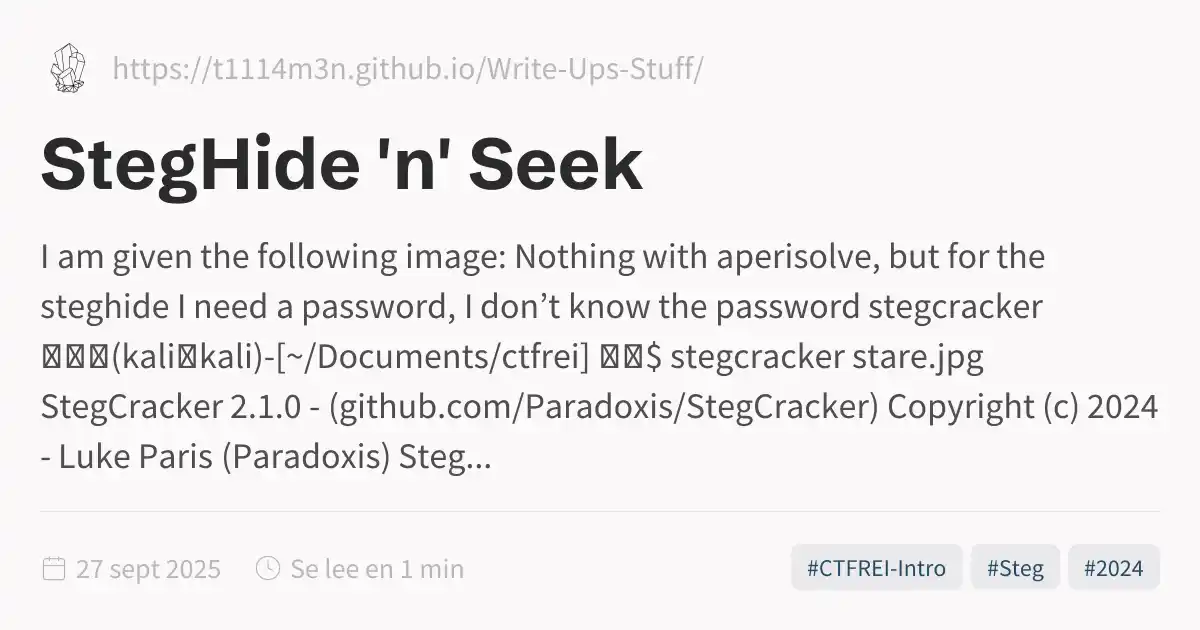 https://t1114m3n.github.io/Write-Ups-Stuff/
StegHide 'n' Seek
I am given the following image: Nothing with aperisolve, but for the
steghide I need a password, I don’t know the password stegcracker
(kali kali)-[~/Documents/ctfrei] $ stegcracker stare.jpg
StegCracker 2.1.0 - (github.com/Paradoxis/StegCracker) Copyright (c) 2024
- Luke Paris (Paradoxis) Steg...
27 sept 2025
Se lee en 1 min
#CTFREI-Intro
#Steg
#2024